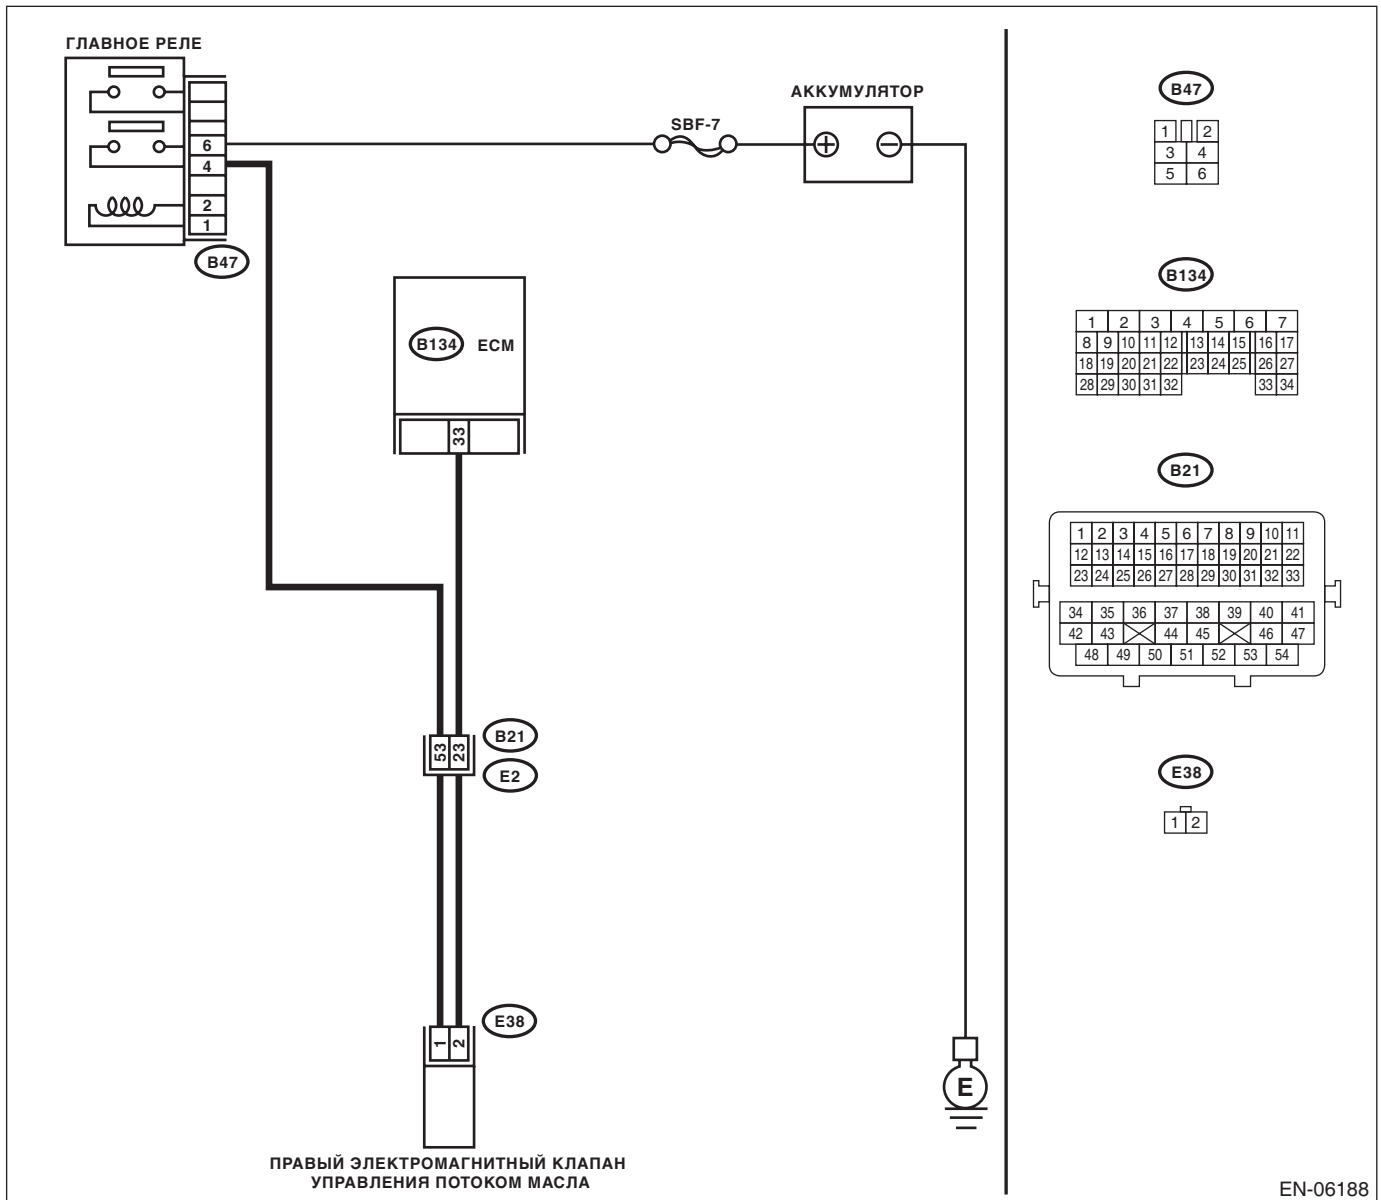 ГЛАВНОЕ РЕЛЕ
6
4
2
1
B47
SBF-7
АККУМУЛЯТОР
B134 ECM
33
53 23
B21
E2
E38
1 2
ПРАВЫЙ ЭЛЕКТРОМАГНИТНЫЙ КЛАПАН
УПРАВЛЕНИЯ ПОТОКОМ МАСЛА
E
B47
1 2
3 4
5 6
B134
1 2 3 4 5 6 7
8 9 10 11 12 13 14 15 16 17
18 19 20 21 22 23 24 25 26 27
28 29 30 31 32 33 34
B21
1 2 3 4 5 6 7 8 9 10 11
12 13 14 15 16 17 18 19 20 21 22
23 24 25 26 27 28 29 30 31 32 33
34 35 36 37 38 39 40 41
42 43 44 45 46 47
48 49 50 51 52 53 54
E38
1 2
EN-06188